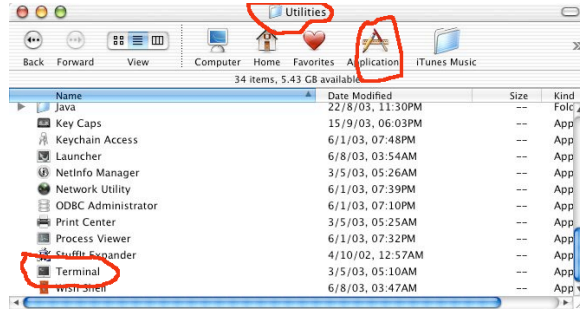 Utilities
Back Forward View Computer Home Favorites Application iTunes Music
34 items, 5.43 GB available
Name Date Modified Size Kind
Java 22/8/03, 11:30PM -- Fold
Key Caps 15/9/03, 06:03PM -- App
Keychain Access 6/1/03, 07:48PM -- App
Launcher 6/8/03, 03:54AM -- App
NetInfo Manager 3/5/03, 05:26AM -- App
Network Utility 6/1/03, 07:39PM -- App
ODBC Administrator 6/1/03, 07:10PM -- App
Print Center 3/5/03, 05:25AM -- App
Process Viewer 6/1/03, 07:32PM -- App
StuffIt Expander 4/10/02, 12:57AM -- App
Terminal 3/5/03, 05:10AM -- App
Wish Shell 6/8/03, 03:47AM -- App